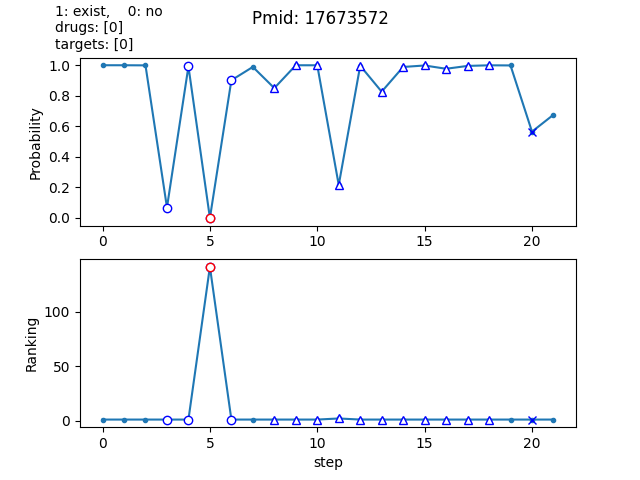 1: exist,    0: no
drugs: [0]
targets: [0]
Pmid: 17673572
1.0
0.8
0.6
0.4
0.2
0.0
Probability
0 5 10 15 20
100
50
0
Ranking
0 5 10 15 20
step